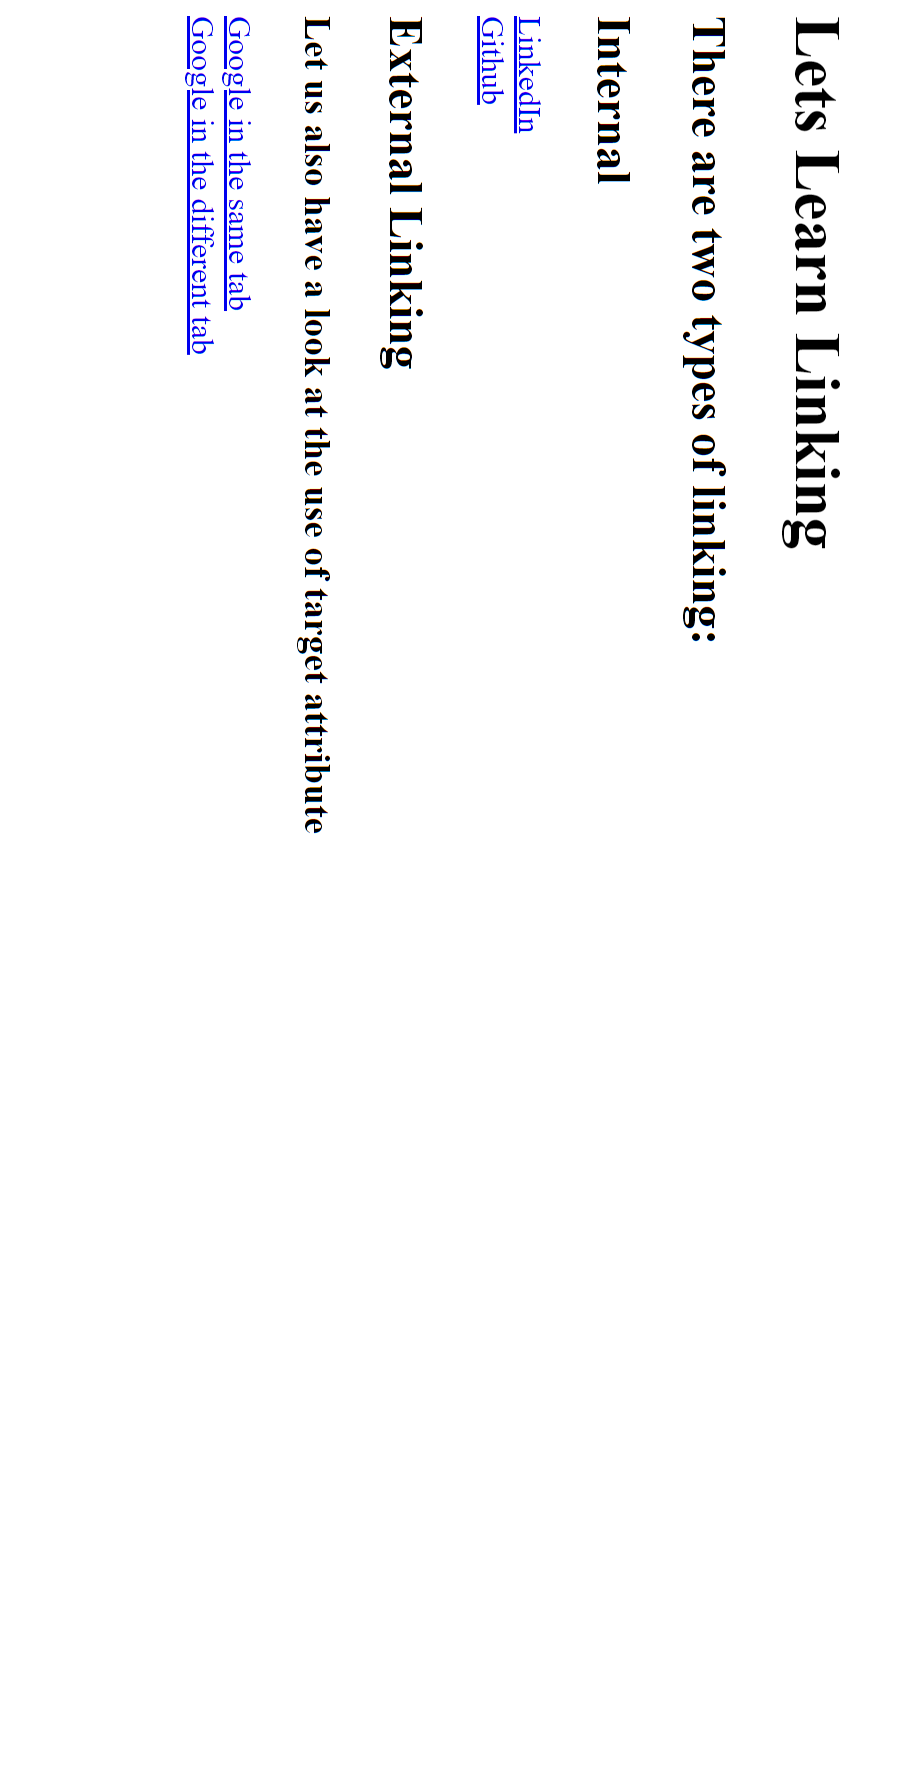 Lets Learn Linking
There are two types of linking:
Internal
LinkedIn
Github
External Linking
Let us also have a look at the use of target attribute
Google in the same tab
Google in the different tab